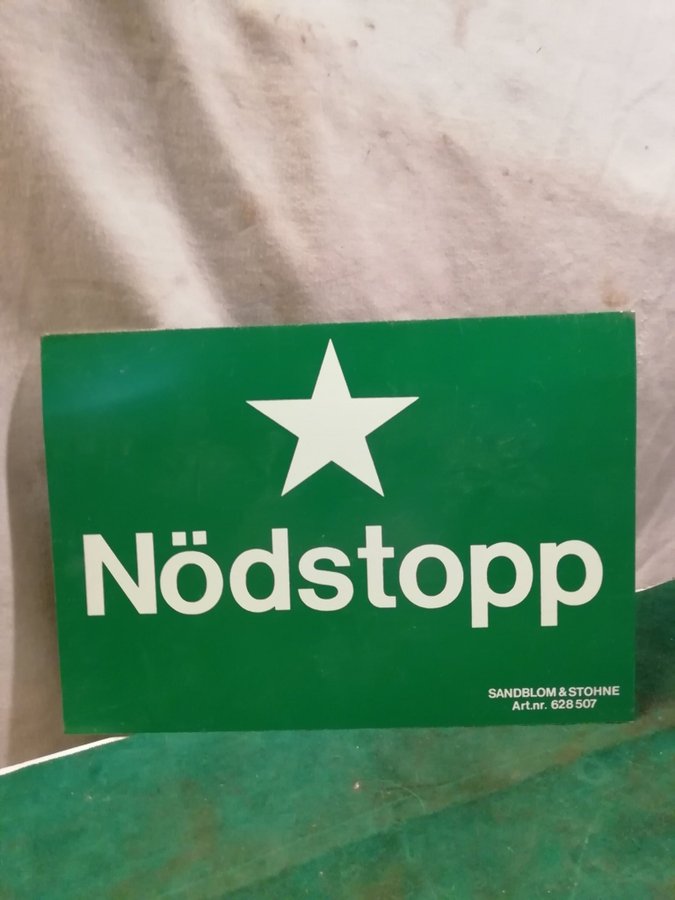 Nödstopp
SANDBLOM & STOHNE
Art.nr. 628 507